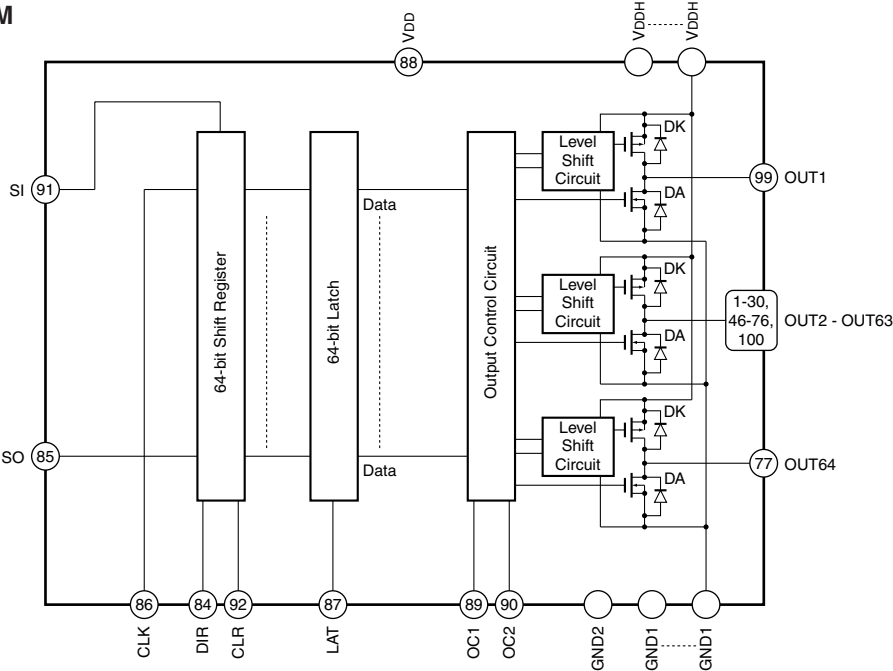 M
VDD
VDDH
VDDH
88
SI
91
64-bit Shift Register
64-bit Latch
Output Control Circuit
Data
Level
Shift
Circuit
DK
DA
99
OUT1
Level
Shift
Circuit
DK
DA
1-30,
46-76,
100
OUT2 - OUT63
SO
85
Data
Level
Shift
Circuit
DK
DA
77
OUT64
86
84
92
87
89
90
CLK
DIR
CLR
LAT
OC1
OC2
GND2
GND1
GND1